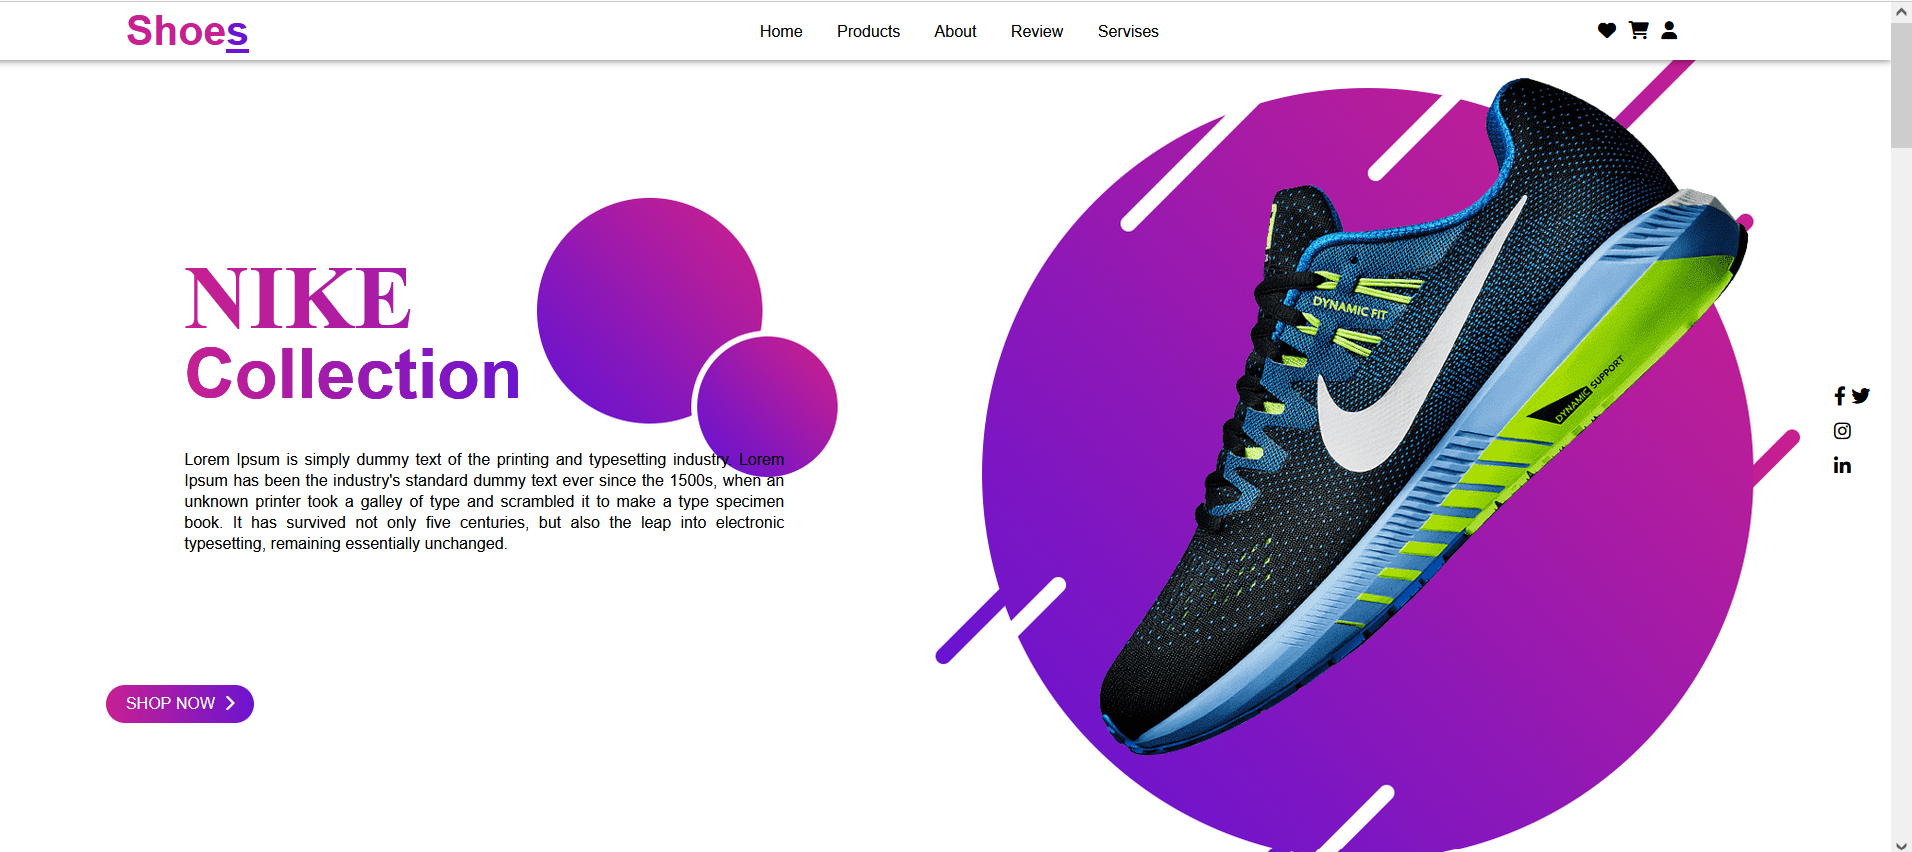 Shoes
Home Products About Review Servises
NIKE
Collection
Lorem Ipsum is simply dummy text of the printing and typesetting industry. Lorem
Ipsum has been the industry's standard dummy text ever since the 1500s, when an
unknown printer took a galley of type and scrambled it to make a type specimen
book. It has survived not only five centuries, but also the leap into electronic
typesetting, remaining essentially unchanged.
SHOP NOW
DYNAMIC FIT
DYNAMIC SUPPORT